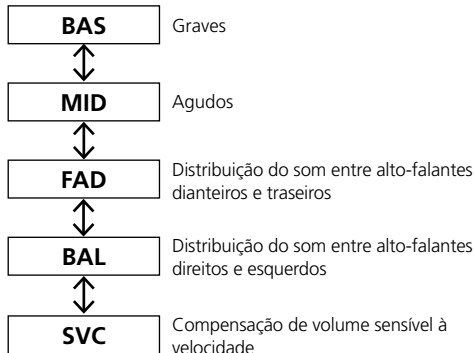 BAS
Graves
MID
Agudos
FAD
Distribuição do som entre alto-falantes
dianteiros e traseiros
BAL
Distribuição do som entre alto-falantes
direitos e esquerdos
SVC
Compensação de volume sensível à
velocidade